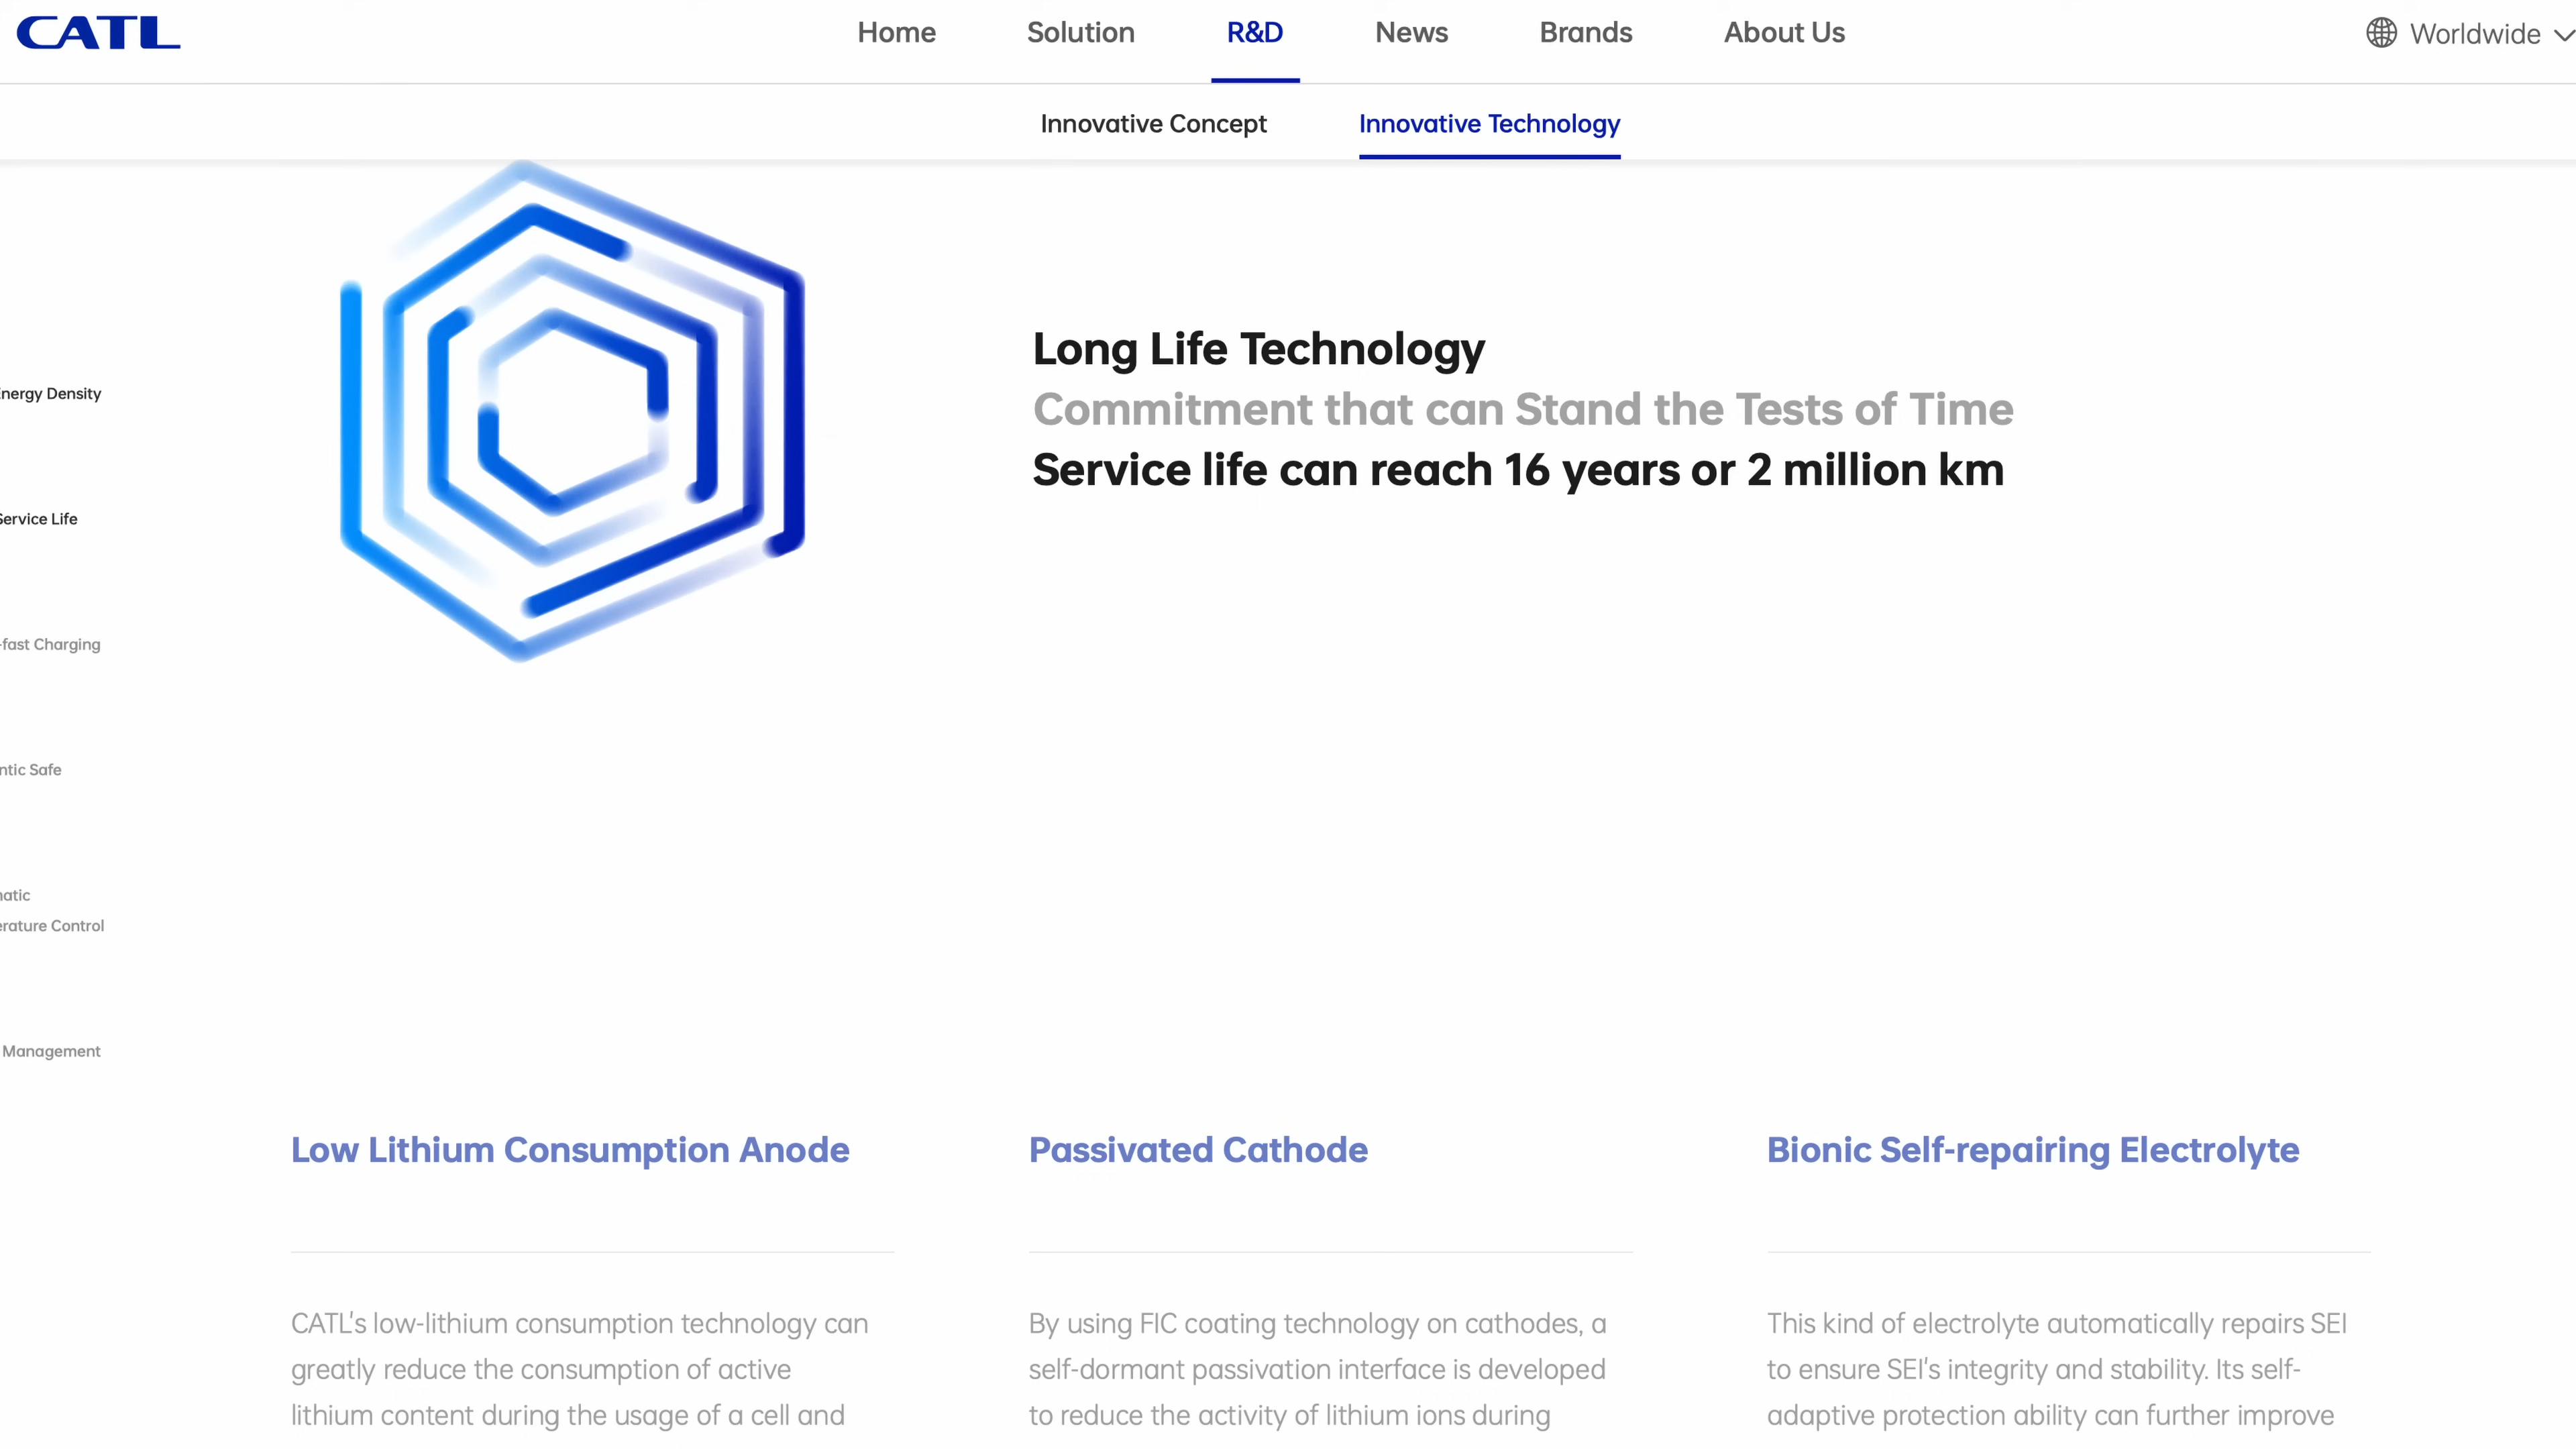 CATL
Home
Solution
R&D
News
Brands
About Us
Worldwide
Innovative Concept
Innovative Technology
Energy Density
Service Life
-fast Charging
ntic Safe
natic
erature Control
Management
Long Life Technology
Commitment that can Stand the Tests of Time
Service life can reach 16 years or 2 million km
Low Lithium Consumption Anode
CATL's low-lithium consumption technology can
greatly reduce the consumption of active
lithium content during the usage of a cell and
Passivated Cathode
By using FIC coating technology on cathodes, a
self-dormant passivation interface is developed
to reduce the activity of lithium ions during
Bionic Self-repairing Electrolyte
This kind of electrolyte automatically repairs SEI
to ensure SEI's integrity and stability. Its self-
adaptive protection ability can further improve